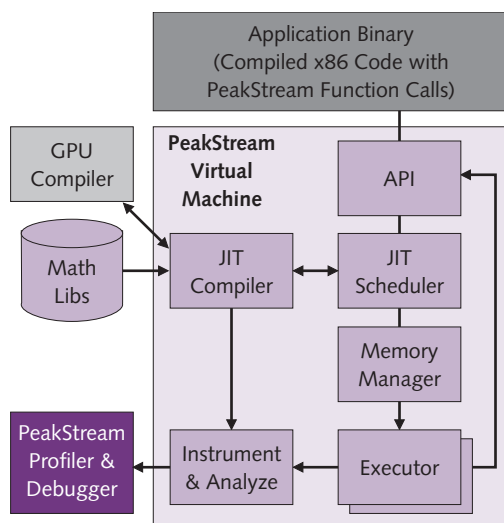 Application Binary
(Compiled x86 Code with
PeakStream Function Calls)
GPU
Compiler
PeakStream
Virtual
Machine
API
Math
Libs
JIT
Compiler
JIT
Scheduler
Memory
Manager
PeakStream
Profiler &
Debugger
Instrument
& Analyze
Executor